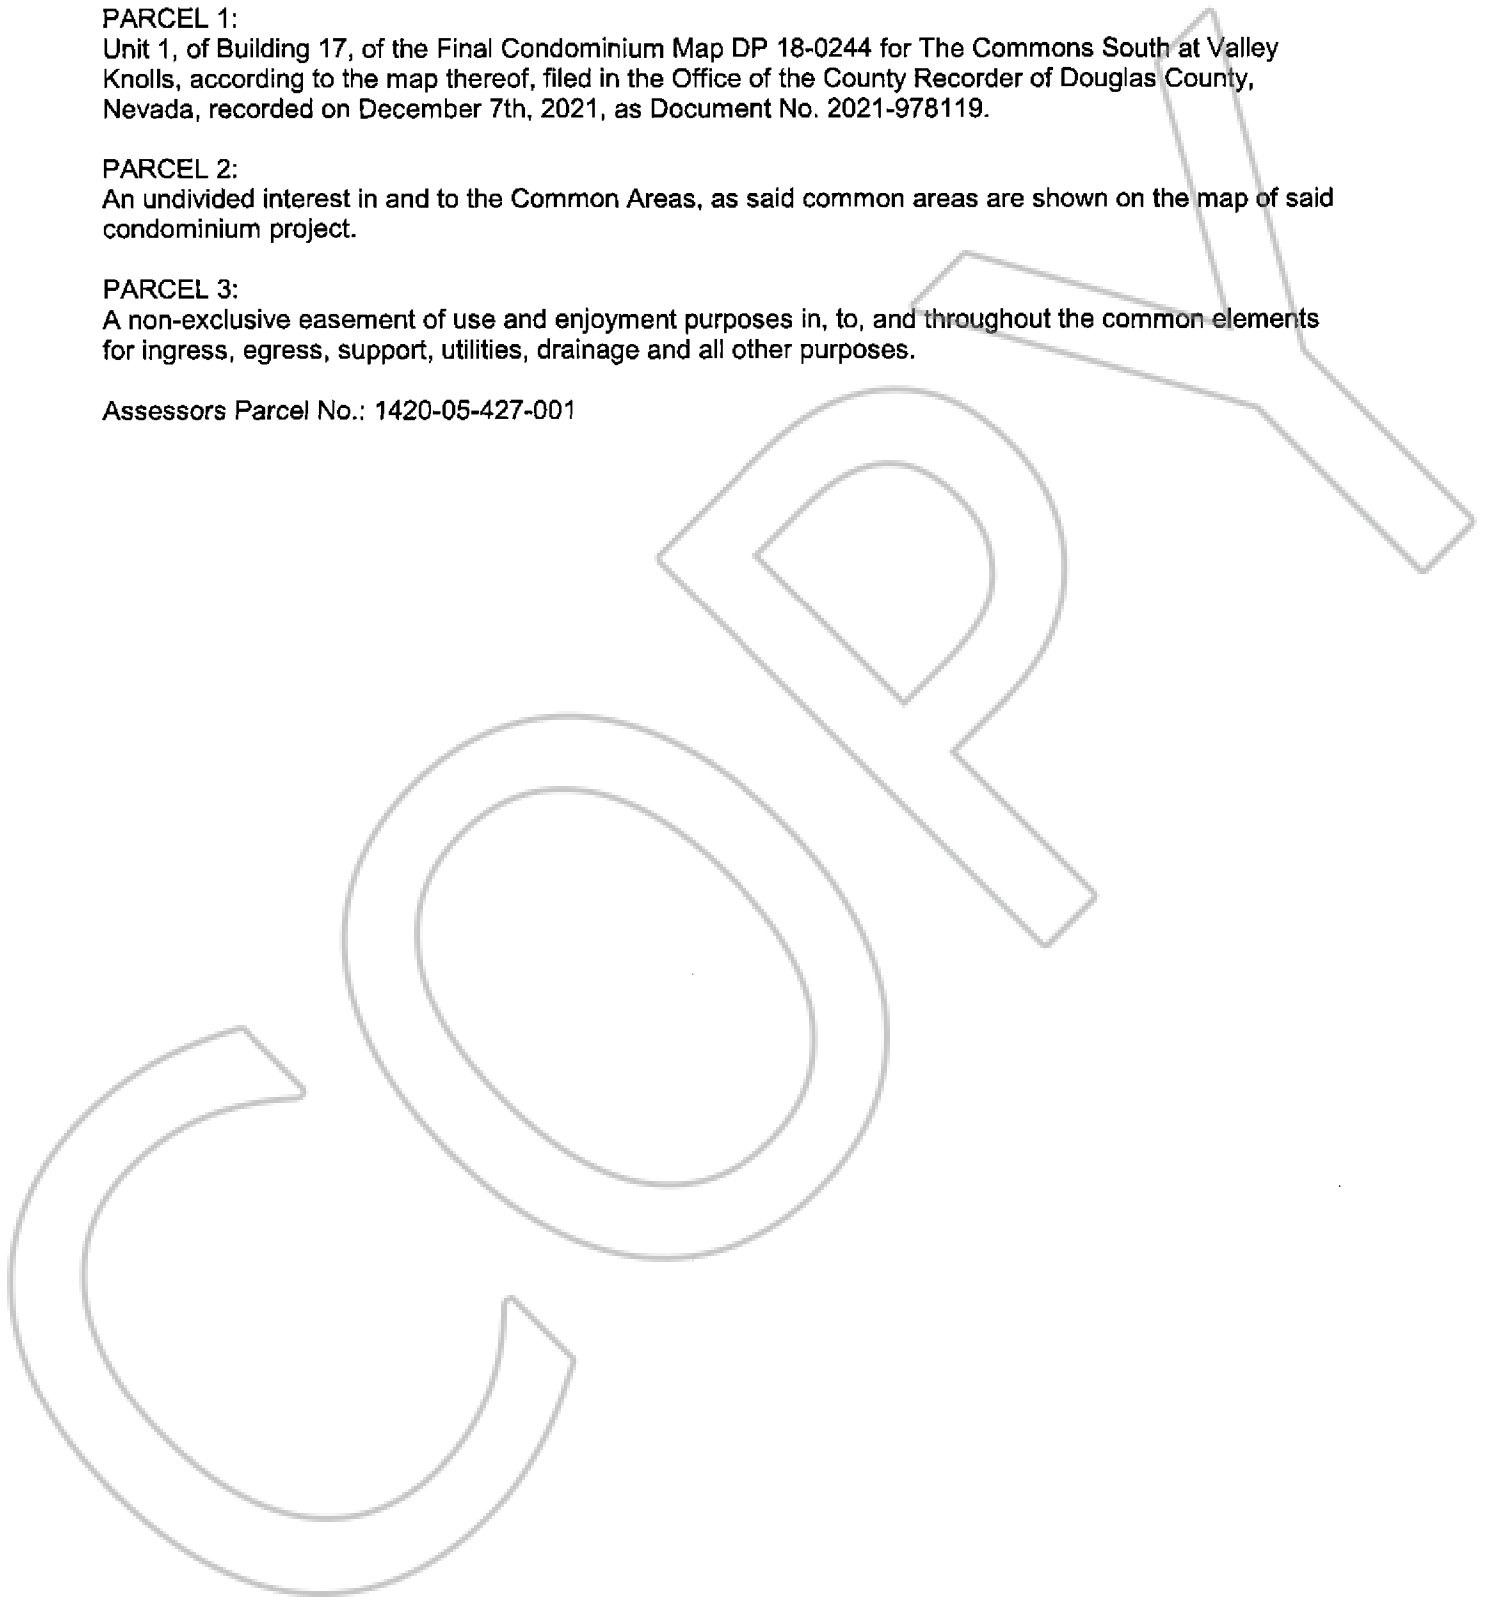 PARCEL 1:
Unit 1, of Building 17, of the Final Condominium Map DP 18-0244 for The Commons South at Valley
Knolls, according to the map thereof, filed in the Office of the County Recorder of Douglas County,
Nevada, recorded on December 7th, 2021, as Document No. 2021-978119.
PARCEL 2:
An undivided interest in and to the Common Areas, as said common areas are shown on the map of said
condominium project.
PARCEL 3:
A non-exclusive easement of use and enjoyment purposes in, to, and throughout the common elements
for ingress, egress, support, utilities, drainage and all other purposes.
Assessors Parcel No.: 1420-05-427-001
COPY